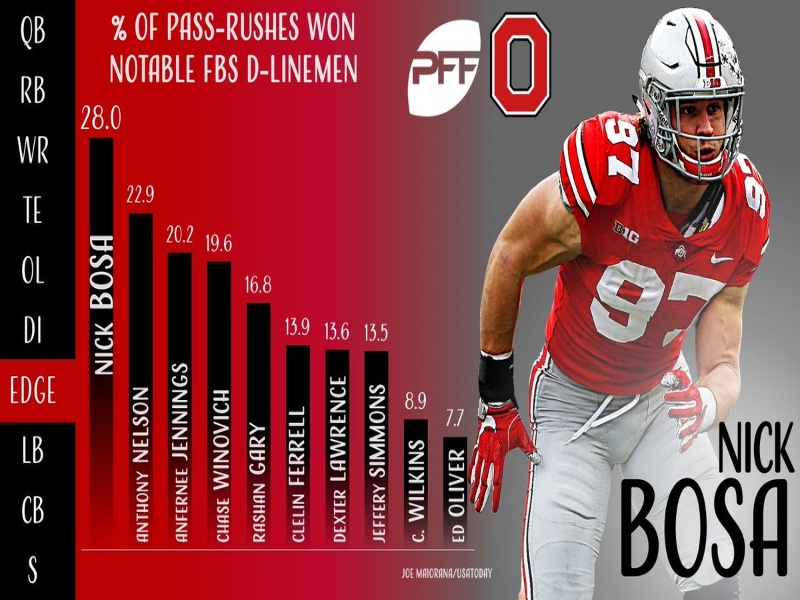 QB
RB
WR
TE
OL
DI
EDGE
LB
CB
S
% OF PASS-RUSHES WON
NOTABLE FBS D-LINEMEN
PFF
O
28.0
22.9
20.2
19.6
16.8
13.9
13.6
13.5
8.9
7.7
NICK BOSA
ANTHONY NELSON
ANFERNEE JENNINGS
CHASE WINOVICH
RASHAN GARY
CLELIN FERRELL
DEXTER LAWRENCE
JEFFERY SIMMONS
C. WILKINS
ED OLIVER
JOE MAIORANA/USATODAY
97
B1G
97
NICK
BOSA